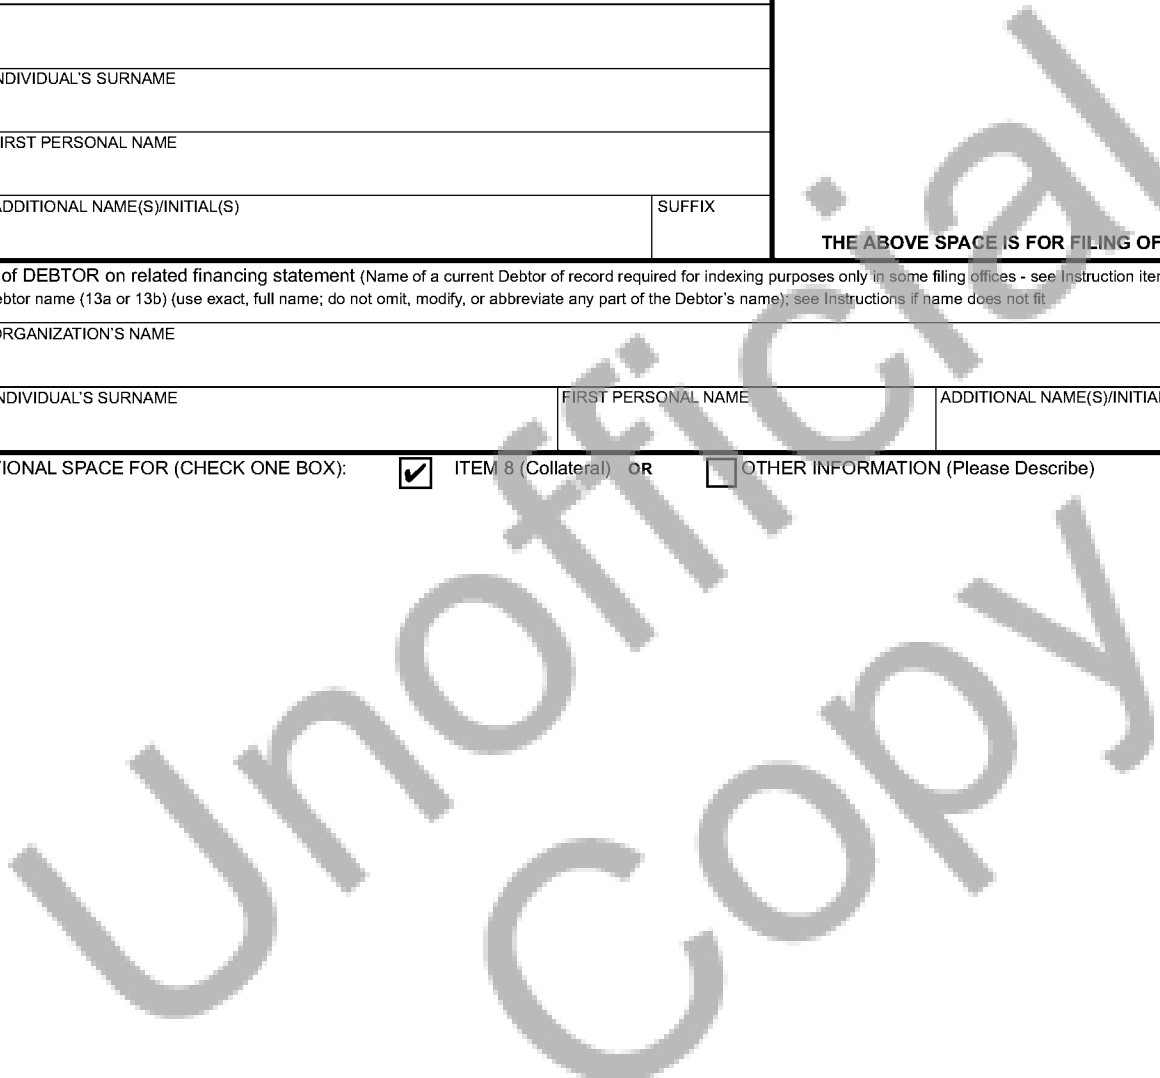 NDIVIDUAL'S SURNAME
IRST PERSONAL NAME
ADDITIONAL NAME(S)/INITIAL(S) SUFFIX
THE ABOVE SPACE IS FOR FILING OF
of DEBTOR on related financing statement (Name of a current Debtor of record required for indexing purposes only in some filing offices - see Instruction iter
ebtor name (13a or 13b) (use exact, full name; do not omit, modify, or abbreviate any part of the Debtor's name); see Instructions if name does not fit
ORGANIZATION'S NAME
NDIVIDUAL'S SURNAME FIRST PERSONAL NAME ADDITIONAL NAME(S)/INITIAL
TIONAL SPACE FOR (CHECK ONE BOX): ✔ ITEM 8 (Collateral) OR OTHER INFORMATION (Please Describe)
Unofficial
Copy